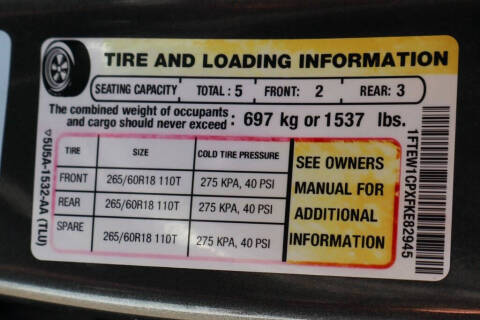 TIRE AND LOADING INFORMATION
SEATING CAPACITY TOTAL : 5 FRONT: 2 REAR: 3
The combined weight of occupants
and cargo should never exceed : 697 kg or 1537 lbs.
TIRE SIZE COLD TIRE PRESSURE
FRONT 265/60R18 110T 275 KPA, 40 PSI
REAR 265/60R18 110T 275 KPA, 40 PSI
SPARE 265/60R18 110T 275 KPA, 40 PSI
SEE OWNERS
MANUAL FOR
ADDITIONAL
INFORMATION
5U5A-1532-AA (TLU)
1FTEW1CPXFKE82945